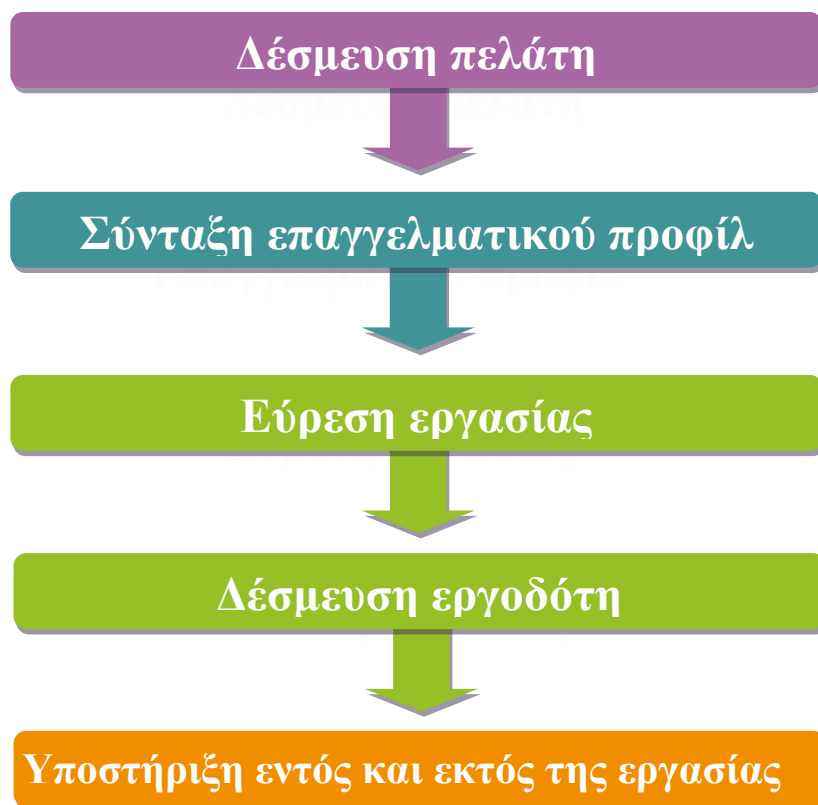 Δέσμευση πελάτη
Σύνταξη επαγγελματικού προφίλ
Εύρεση εργασίας
Δέσμευση εργοδότη
Υποστήριξη εντός και εκτός της εργασίας